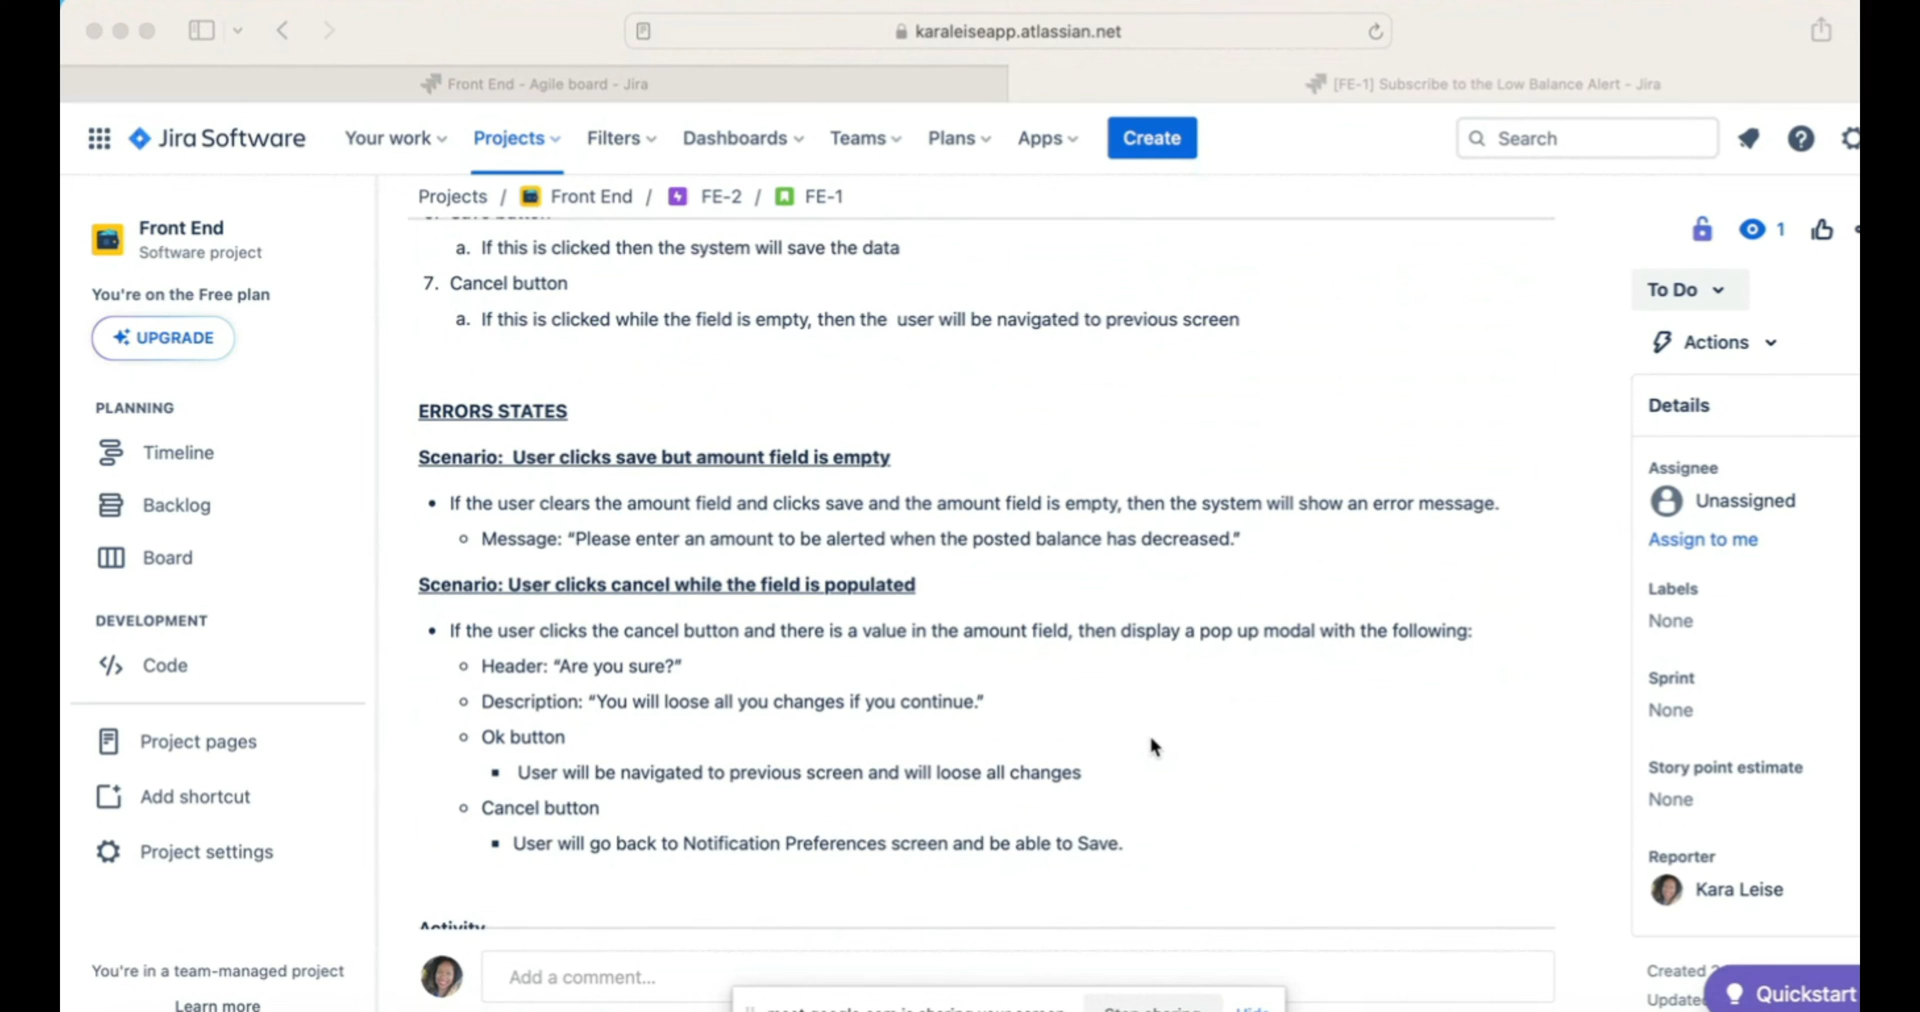 karaleiseapp.atlassian.net
Front End - Agile board - Jira
[FE-1] Subscribe to the Low Balance Alert - Jira
Jira Software
Your work
Projects
Filters
Dashboards
Teams
Plans
Apps
Create
Search
Projects / Front End / FE-2 / FE-1
Front End
Software project
You're on the Free plan
UPGRADE
PLANNING
Timeline
Backlog
Board
DEVELOPMENT
Code
Project pages
Add shortcut
Project settings
You're in a team-managed project
Learn more
a. If this is clicked then the system will save the data
7. Cancel button
a. If this is clicked while the field is empty, then the user will be navigated to previous screen
ERRORS STATES
Scenario: User clicks save but amount field is empty
• If the user clears the amount field and clicks save and the amount field is empty, then the system will show an error message.
◦ Message: “Please enter an amount to be alerted when the posted balance has decreased.”
Scenario: User clicks cancel while the field is populated
• If the user clicks the cancel button and there is a value in the amount field, then display a pop up modal with the following:
◦ Header: “Are you sure?”
◦ Description: “You will loose all you changes if you continue.”
◦ Ok button
▪ User will be navigated to previous screen and will loose all changes
◦ Cancel button
▪ User will go back to Notification Preferences screen and be able to Save.
Activity
Add a comment...
1
To Do
Actions
Details
Assignee
Unassigned
Assign to me
Labels
None
Sprint
None
Story point estimate
None
Reporter
Kara Leise
Created
Quickstart